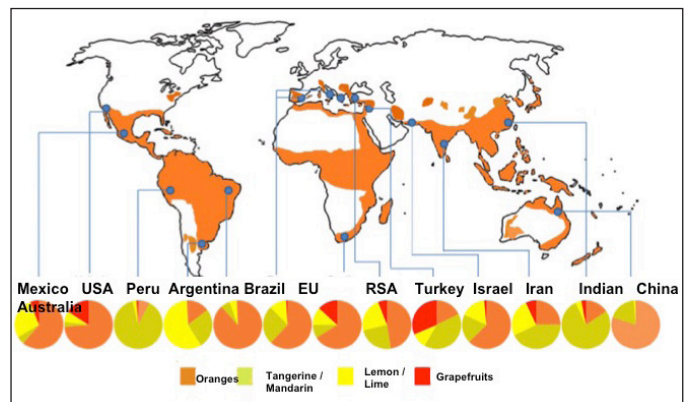 Mexico USA Peru Argentina Brazil EU RSA Turkey Israel Iran Indian China
Australia
Oranges Tangerine / Mandarin Lemon / Lime Grapefruits